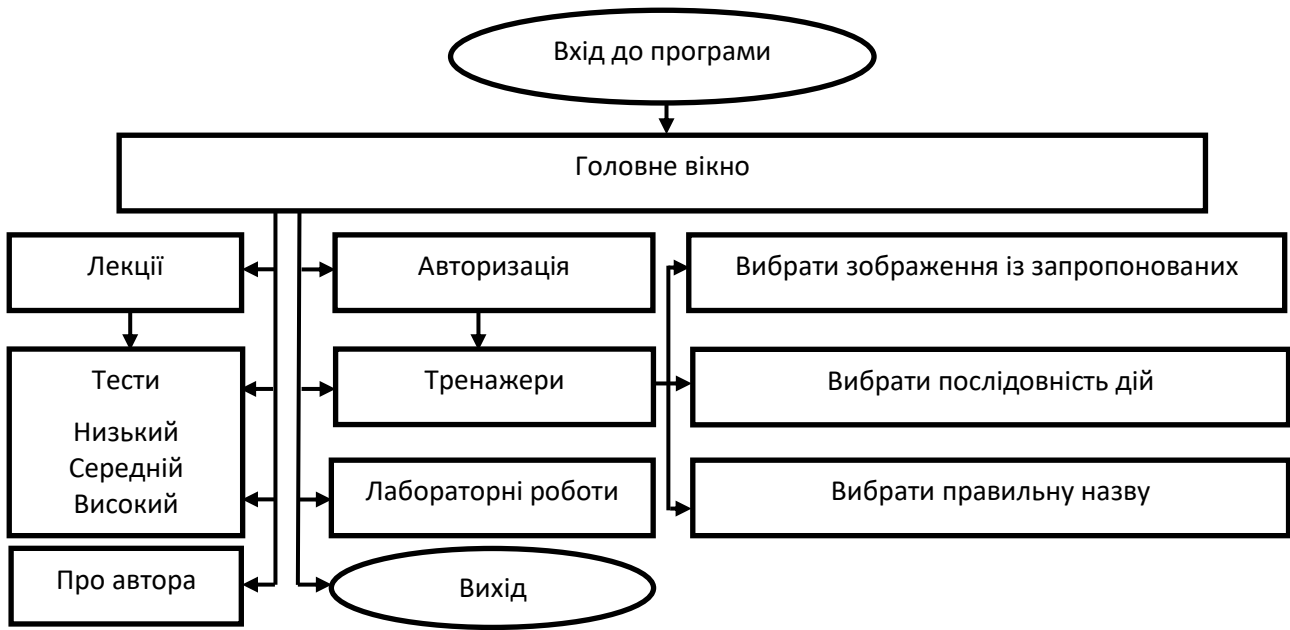 Вхід до програми
Головне вікно
Лекції
Авторизація
Вибрати зображення із запропонованих
Тести
Низький
Середній
Високий
Тренажери
Вибрати послідовність дій
Лабораторні роботи
Вибрати правильну назву
Про автора
Вихід